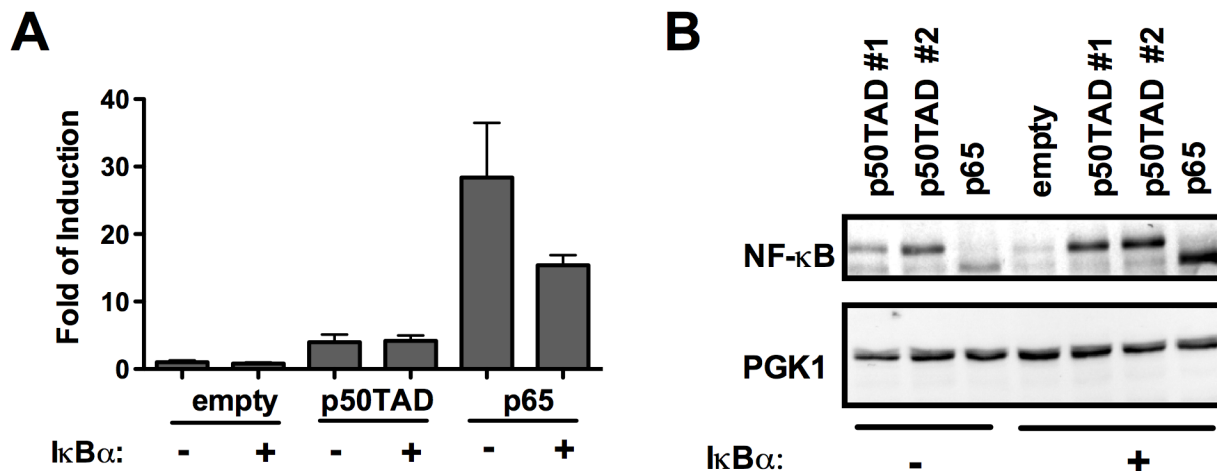 A
Fold of Induction
40
30
20
10
0
empty
p50TAD
p65
IκBα:
-
+
-
+
-
+
B
p50TAD #1
p50TAD #2
p65
empty
p50TAD #1
p50TAD #2
p65
NF-κB
PGK1
IκBα:
-
+